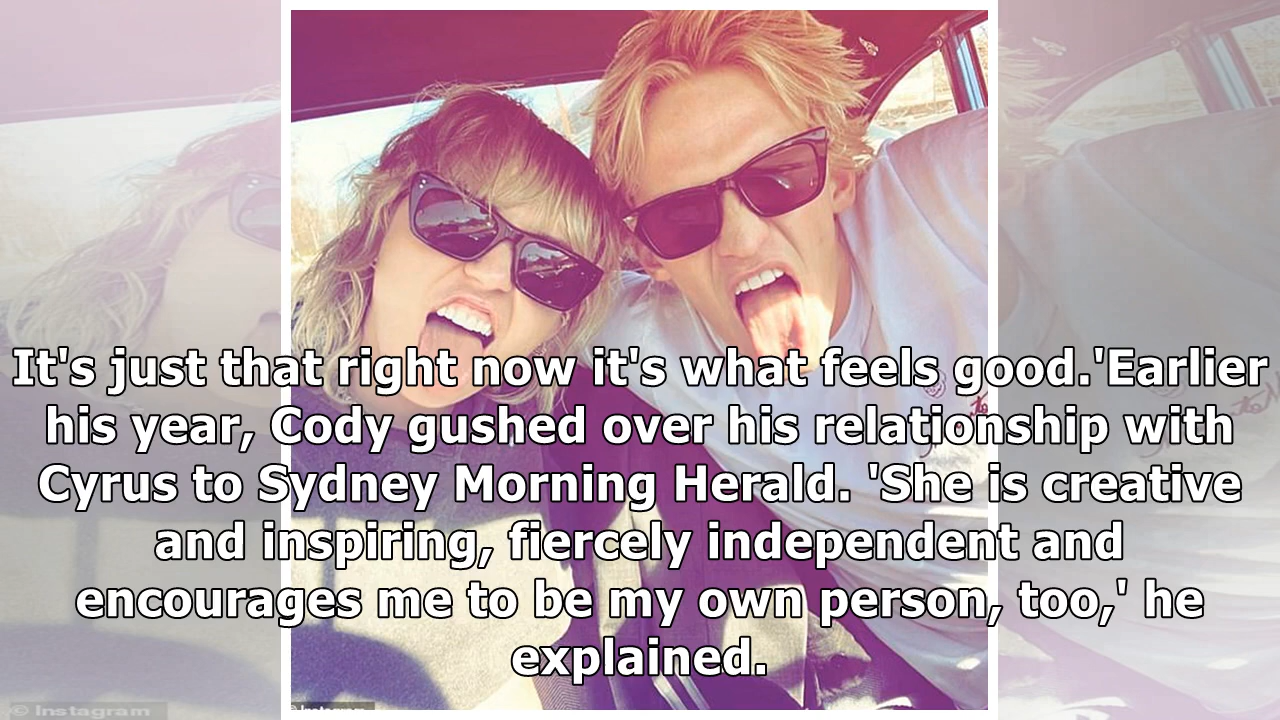 It's just that right now it's what feels good.'Earlier
his year, Cody gushed over his relationship with
Cyrus to Sydney Morning Herald. 'She is creative
and inspiring, fiercely independent and
encourages me to be my own person, too,' he
explained.
© Instagram
© Instagram